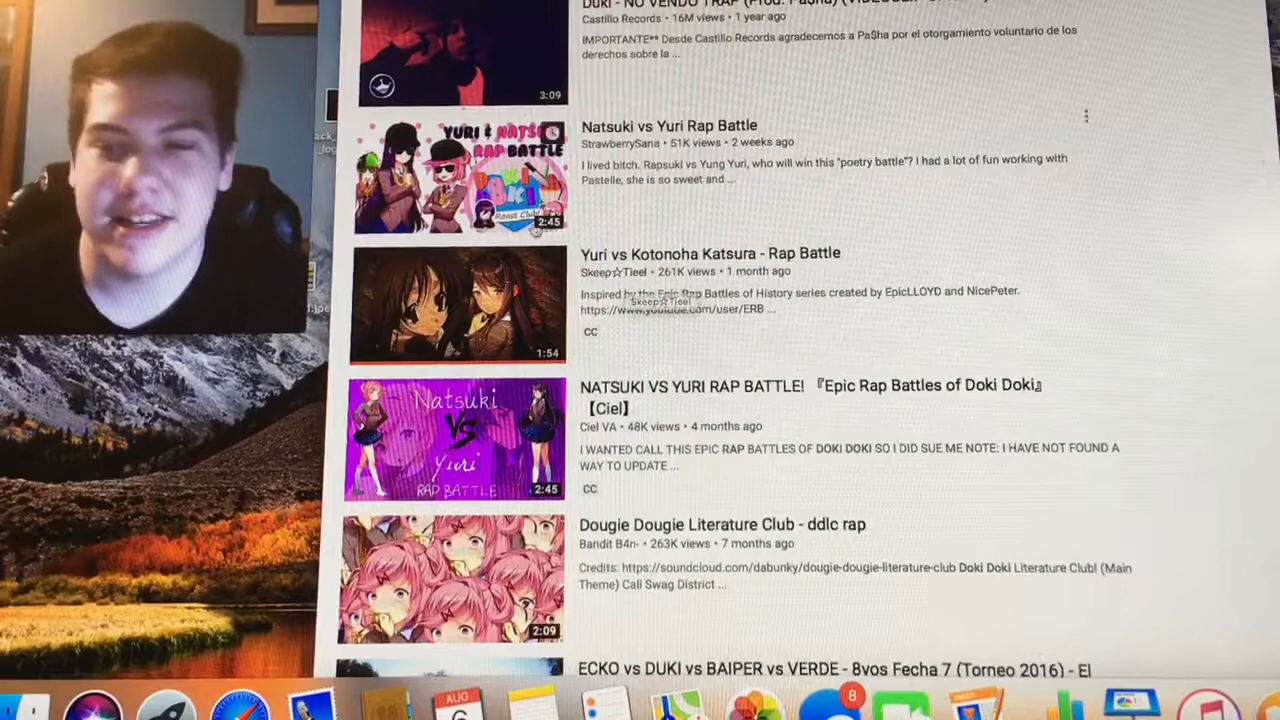 Castillo Records • 16M views • 1 year ago
IMPORTANTE** Desde Castillo Records agradecemos a Pa$ha por el otorgamiento voluntario de los
derechos sobre la ...
3:09
YURI & NATSU
RAP BATTLE
DOKI
DOKI
Roast Club
2:45
Natsuki vs Yuri Rap Battle
StrawberrySana • 51K views • 2 weeks ago
I lived bitch. Rapsuki vs Yung Yuri, who will win this "poetry battle"? I had a lot of fun working with
Pastelle, she is so sweet and ...
1:54
Yuri vs Kotonoha Katsura - Rap Battle
Skeep☆Tieel • 261K views • 1 month ago
Inspired by the Epic Rap Battles of History series created by EpicLLOYD and NicePeter.
Skeep☆Tieel
https://www.youtube.com/user/ERB ...
CC
Natsuki
VS
Yuri
RAP BATTLE
2:45
NATSUKI VS YURI RAP BATTLE! 『Epic Rap Battles of Doki Doki』
【Ciel】
Ciel VA • 48K views • 4 months ago
I WANTED CALL THIS EPIC RAP BATTLES OF DOKI DOKI SO I DID SUE ME NOTE: I HAVE NOT FOUND A
WAY TO UPDATE ...
CC
2:09
Dougie Dougie Literature Club - ddlc rap
Bandit B4n- • 263K views • 7 months ago
Credits: https://soundcloud.com/dabunky/dougie-dougie-literature-club Doki Doki Literature Club! (Main
Theme) Cali Swag District ...
ECKO vs DUKI vs BAIPER vs VERDE - 8vos Fecha 7 (Torneo 2016) - El
AUG
8